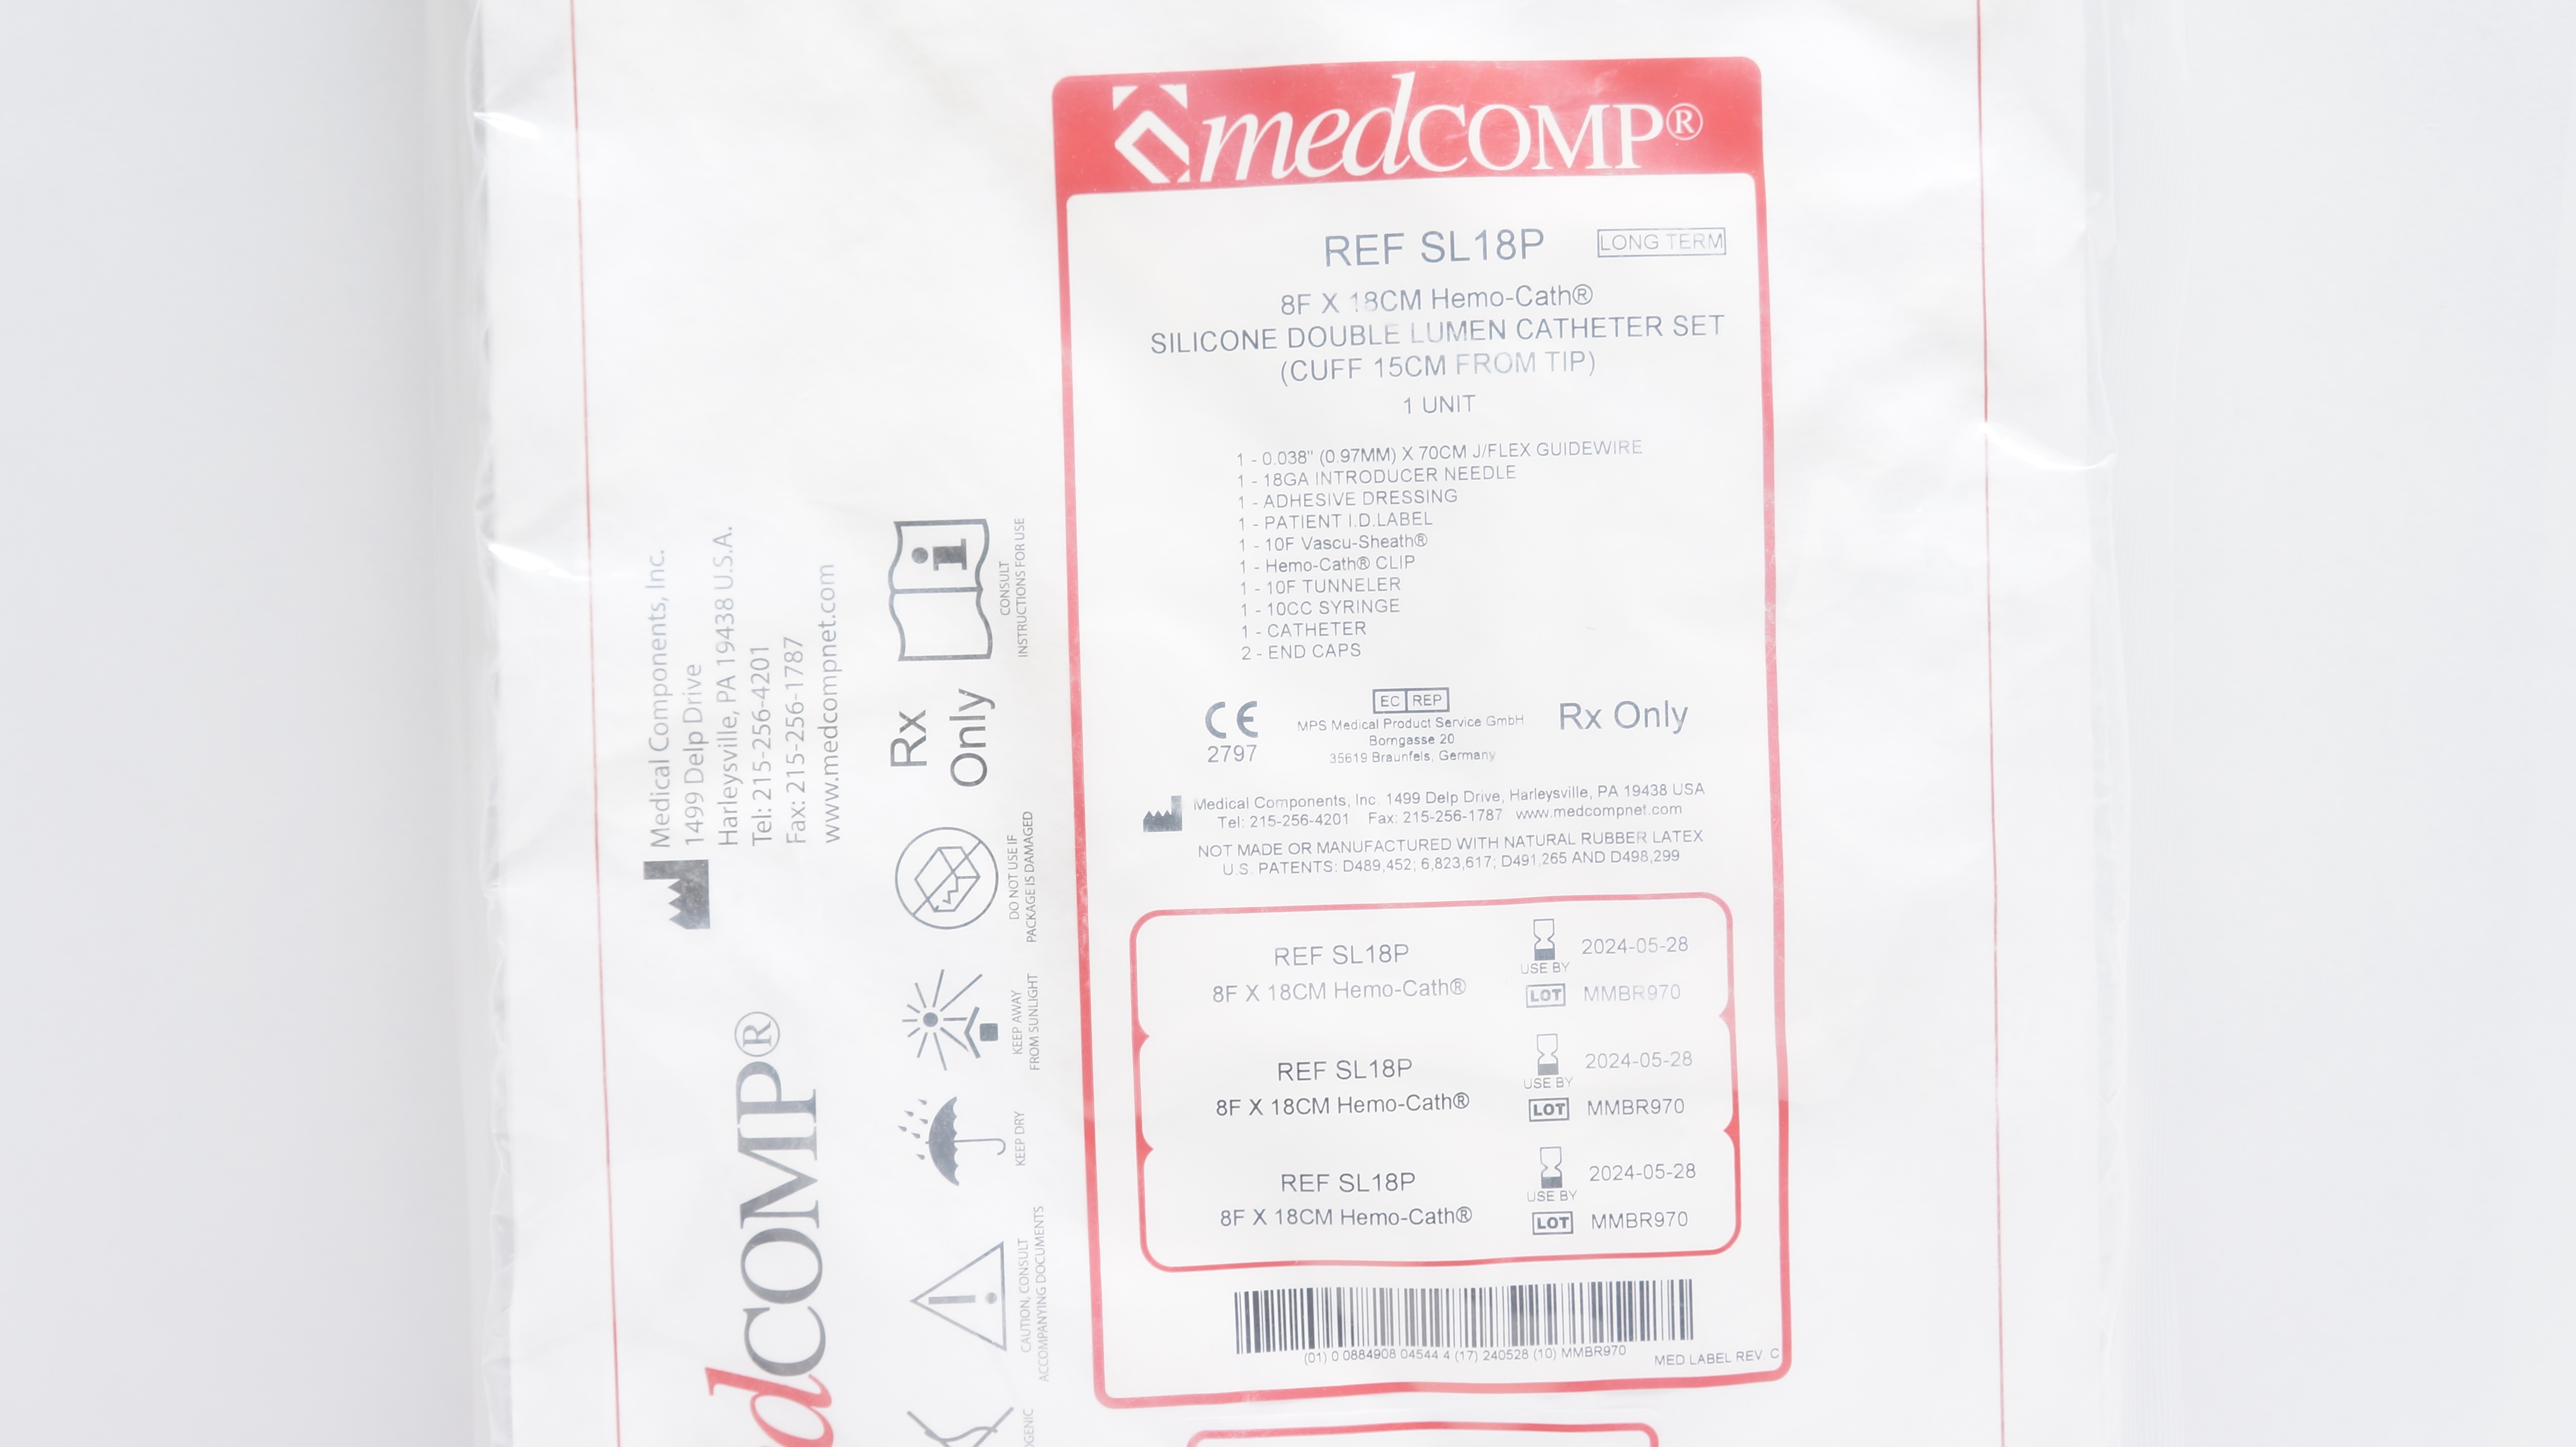 medCOMP®
REF SL18P
LONG TERM
8F X 18CM Hemo-Cath®
SILICONE DOUBLE LUMEN CATHETER SET
(CUFF 15CM FROM TIP)
1 UNIT
1 - 0.038" (0.97MM) X 70CM J/FLEX GUIDEWIRE
1 - 18GA INTRODUCER NEEDLE
1 - ADHESIVE DRESSING
1 - PATIENT I.D.LABEL
1 - 10F Vascu-Sheath®
1 - Hemo-Cath® CLIP
1 - 10F TUNNELER
1 - 10CC SYRINGE
1 - CATHETER
2 - END CAPS
CE
2797
EC REP
MPS Medical Product Service GmbH
Borngasse 20
35619 Braunfels, Germany
Rx Only
Medical Components, Inc. 1499 Delp Drive, Harleysville, PA 19438 USA
Tel: 215-256-4201 Fax: 215-256-1787 www.medcompnet.com
NOT MADE OR MANUFACTURED WITH NATURAL RUBBER LATEX
U.S. PATENTS: D489,452; 6,823,617; D491,265 AND D498,299
REF SL18P
8F X 18CM Hemo-Cath®
USE BY
2024-05-28
LOT MMBR970
REF SL18P
8F X 18CM Hemo-Cath®
USE BY
2024-05-28
LOT MMBR970
REF SL18P
8F X 18CM Hemo-Cath®
USE BY
2024-05-28
LOT MMBR970
(01) 0 0884908 04544 4 (17) 240528 (10) MMBR970
MED LABEL REV C
Medical Components, Inc.
1499 Delp Drive
Harleysville, PA 19438 U.S.A.
Tel: 215-256-4201
Fax: 215-256-1787
www.medcompnet.com
dCOMP®
CONSULT
INSTRUCTIONS FOR USE
Rx
Only
DO NOT USE IF
PACKAGE IS DAMAGED
KEEP AWAY
FROM SUNLIGHT
KEEP DRY
CAUTION, CONSULT
ACCOMPANYING DOCUMENTS